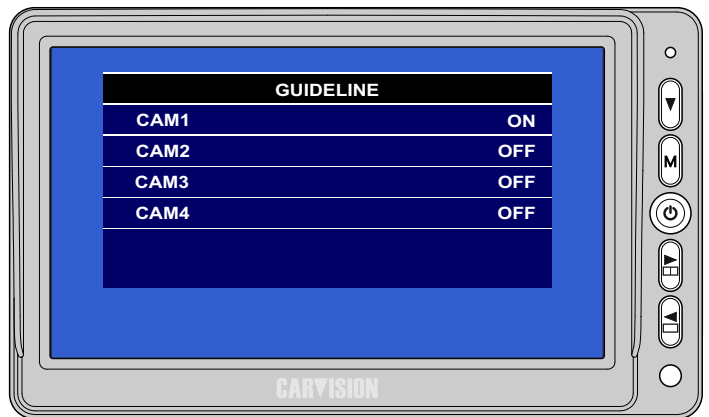 GUIDELINE
CAM1 ON
CAM2 OFF
CAM3 OFF
CAM4 OFF
M
CARVISION